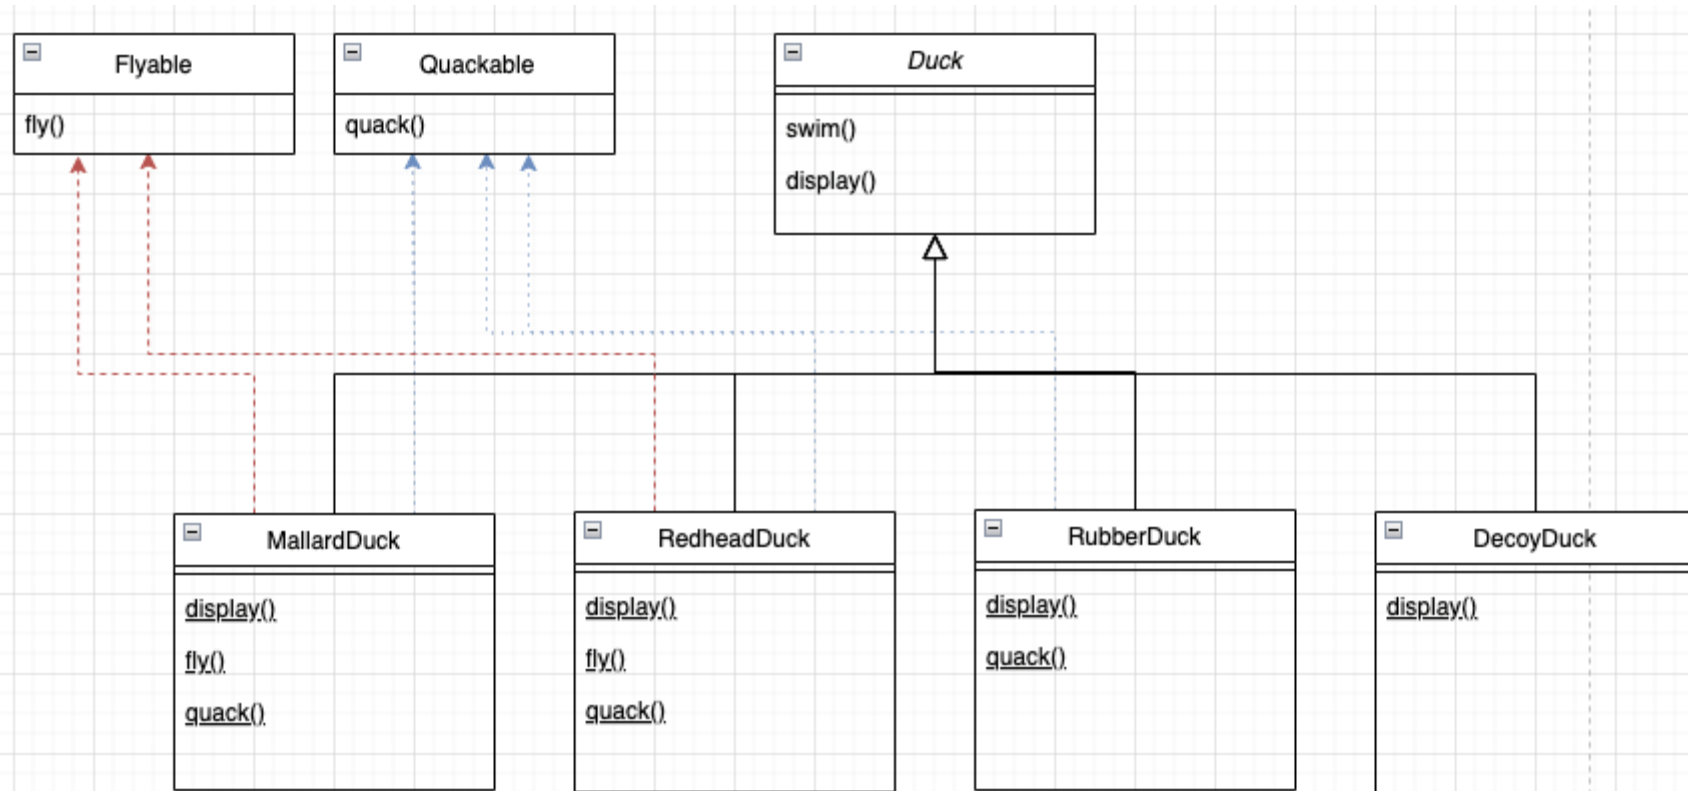 Flyable
fly()
Quackable
quack()
Duck
swim()
display()
MallardDuck
display()
fly()
quack()
RedheadDuck
display()
fly()
quack()
RubberDuck
display()
quack()
DecoyDuck
display()